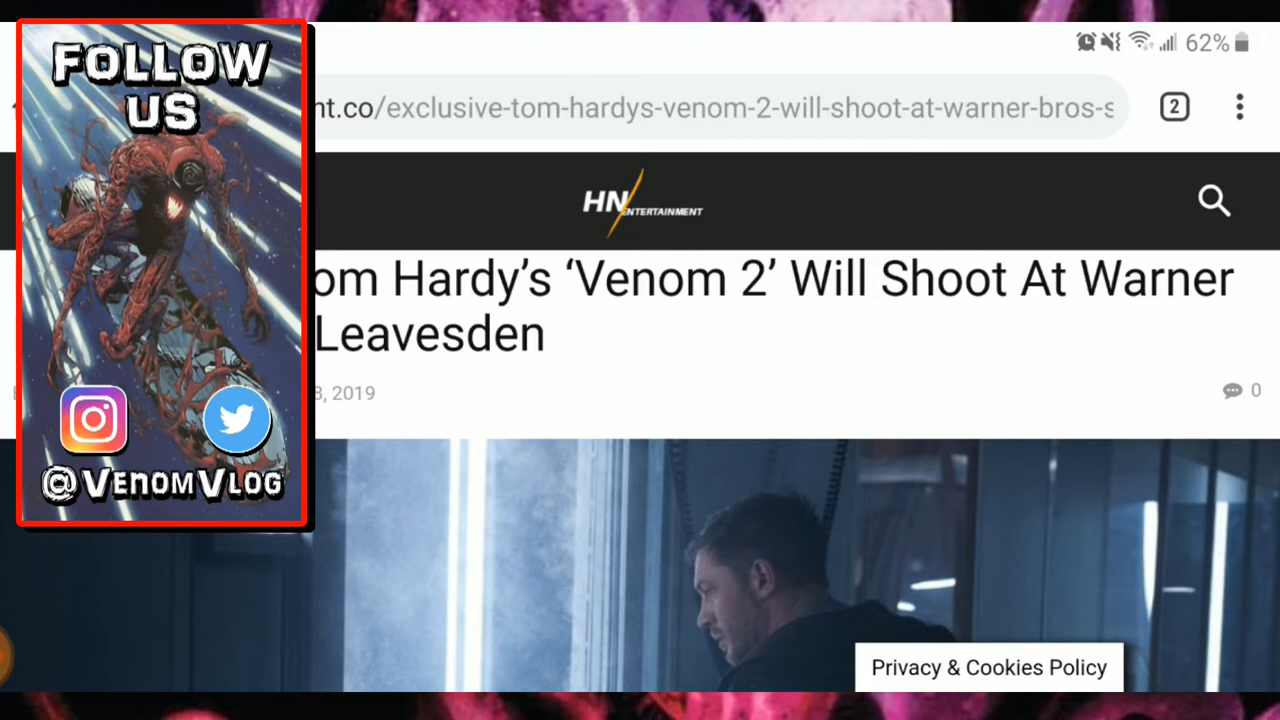 FOLLOW
US
@VENOMVLOG
62%
nt.co/exclusive-tom-hardys-venom-2-will-shoot-at-warner-bros-s
2
HN ENTERTAINMENT
om Hardy’s ‘Venom 2’ Will Shoot At Warner
Leavesden
, 2019
0
Privacy & Cookies Policy